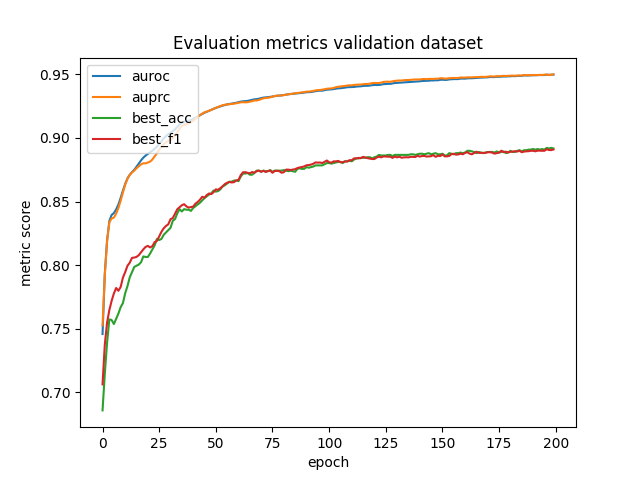 Evaluation metrics validation dataset
auroc
auprc
best_acc
best_f1
0.95
0.90
0.85
0.80
0.75
0.70
metric score
0 25 50 75 100 125 150 175 200
epoch